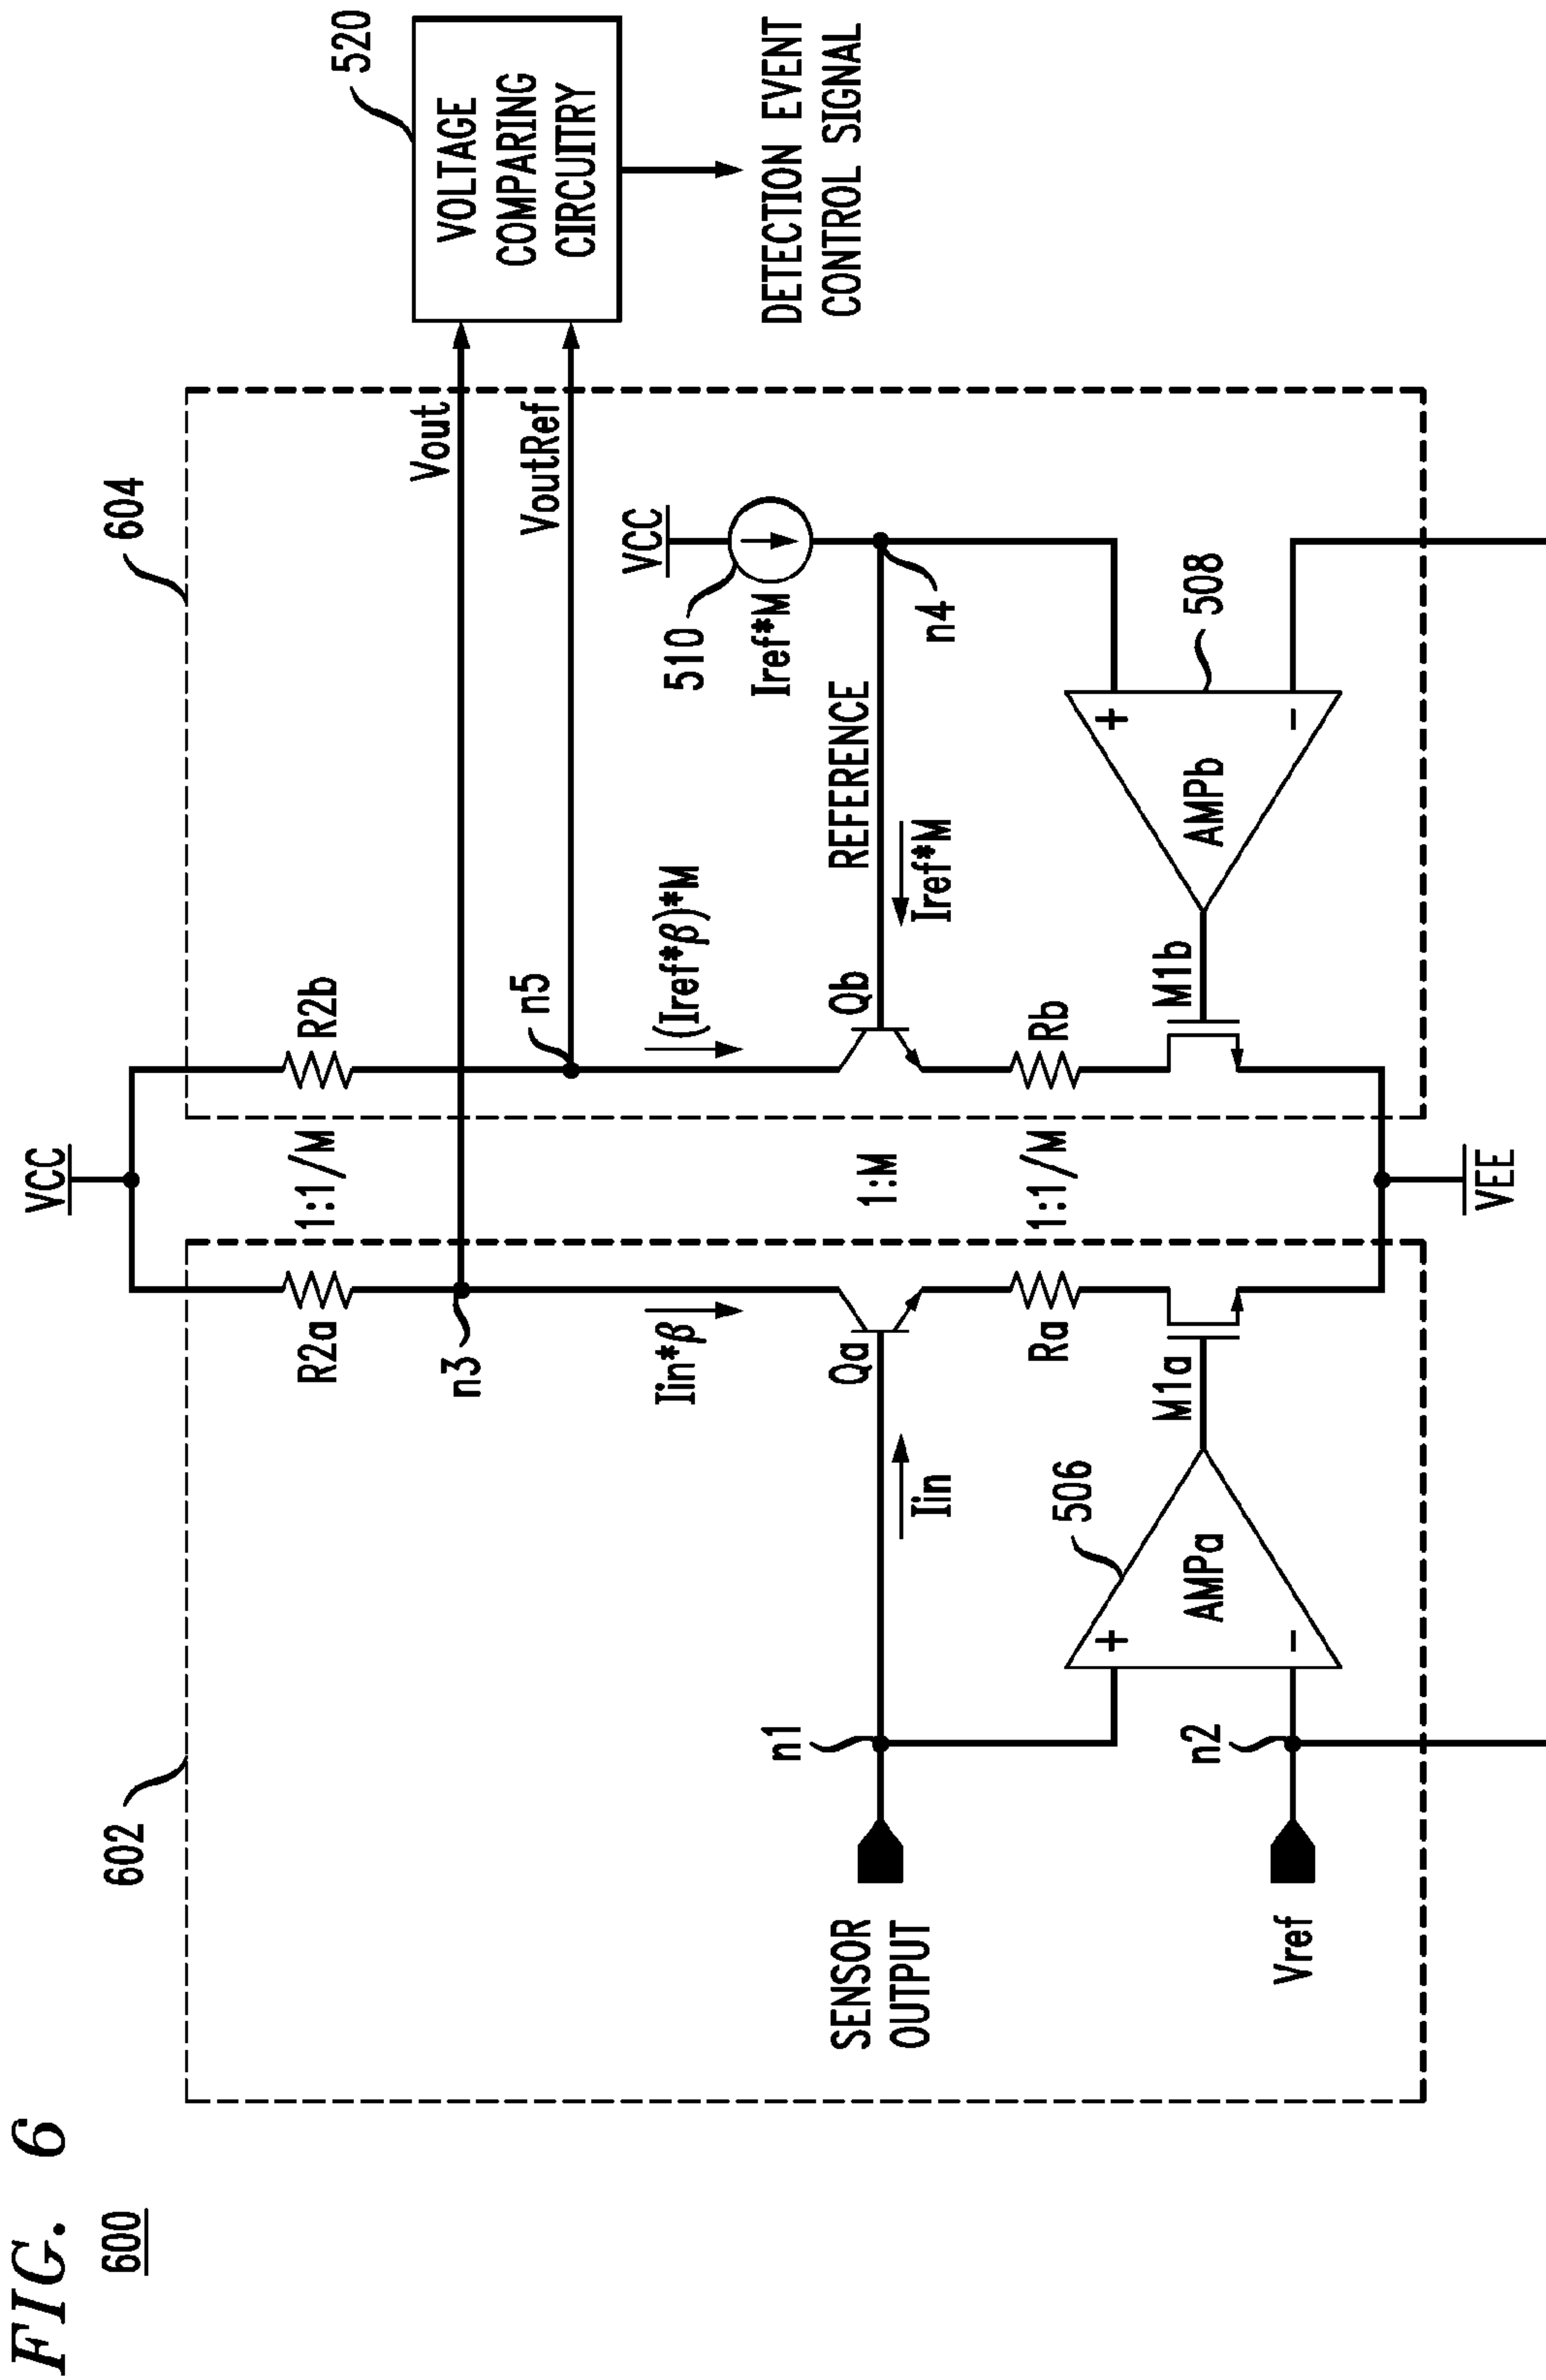 FIG. 6
600
602
604
VCC
R2a
1:1/M
R2b
n3
n5
Vout
VoutRef
520
VOLTAGE
COMPARING
CIRCUITRY
DETECTION EVENT
CONTROL SIGNAL
Iin*β
(Iref*β)*M
VCC
510
Iref*M
SENSOR
OUTPUT
n1
Iin
Qa
1:M
Qb
REFERENCE
Iref*M
n4
Ra
1:1/M
Rb
506
AMPa
+
-
M1a
M1b
AMPb
+
-
508
Vref
n2
VEE